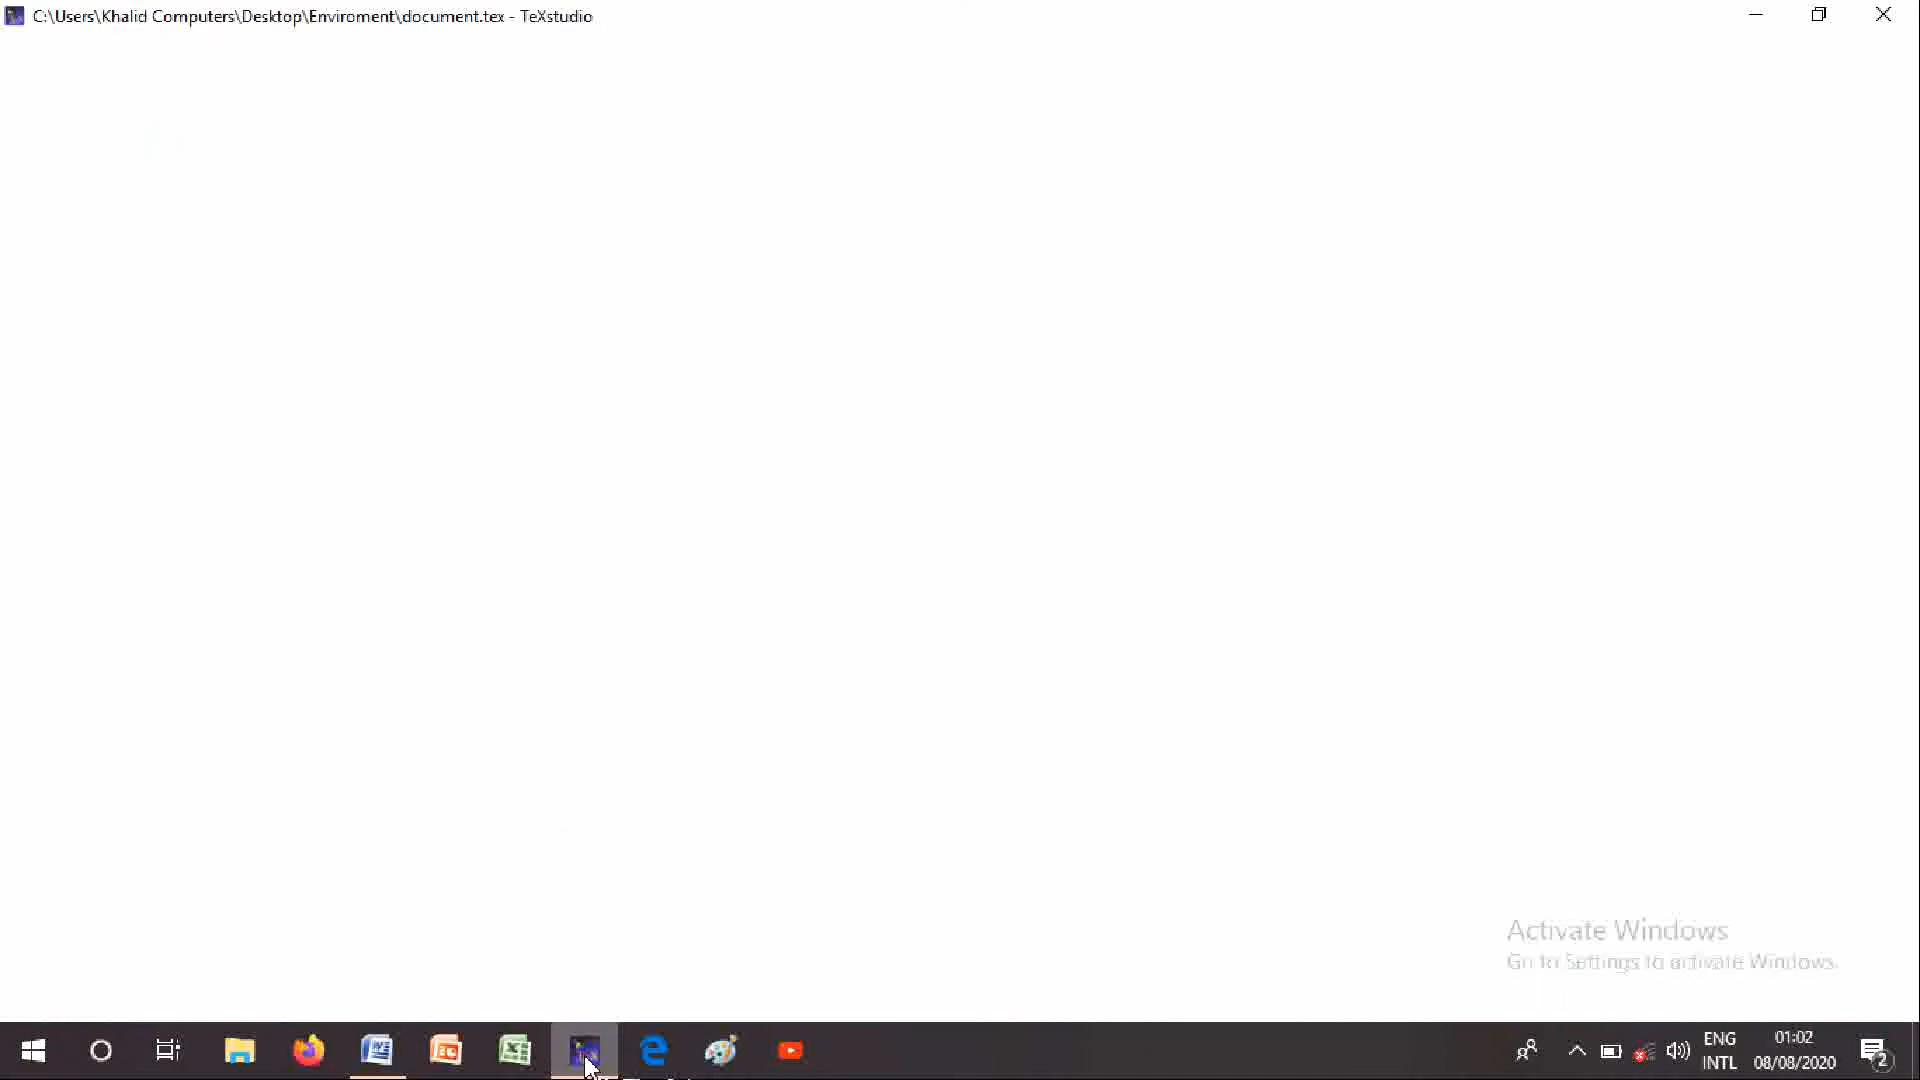 C:\Users\Khalid Computers\Desktop\Enviroment\document.tex - TeXstudio
Activate Windows
Go to Settings to activate Windows.
ENG
INTL
01:02
08/08/2020
2